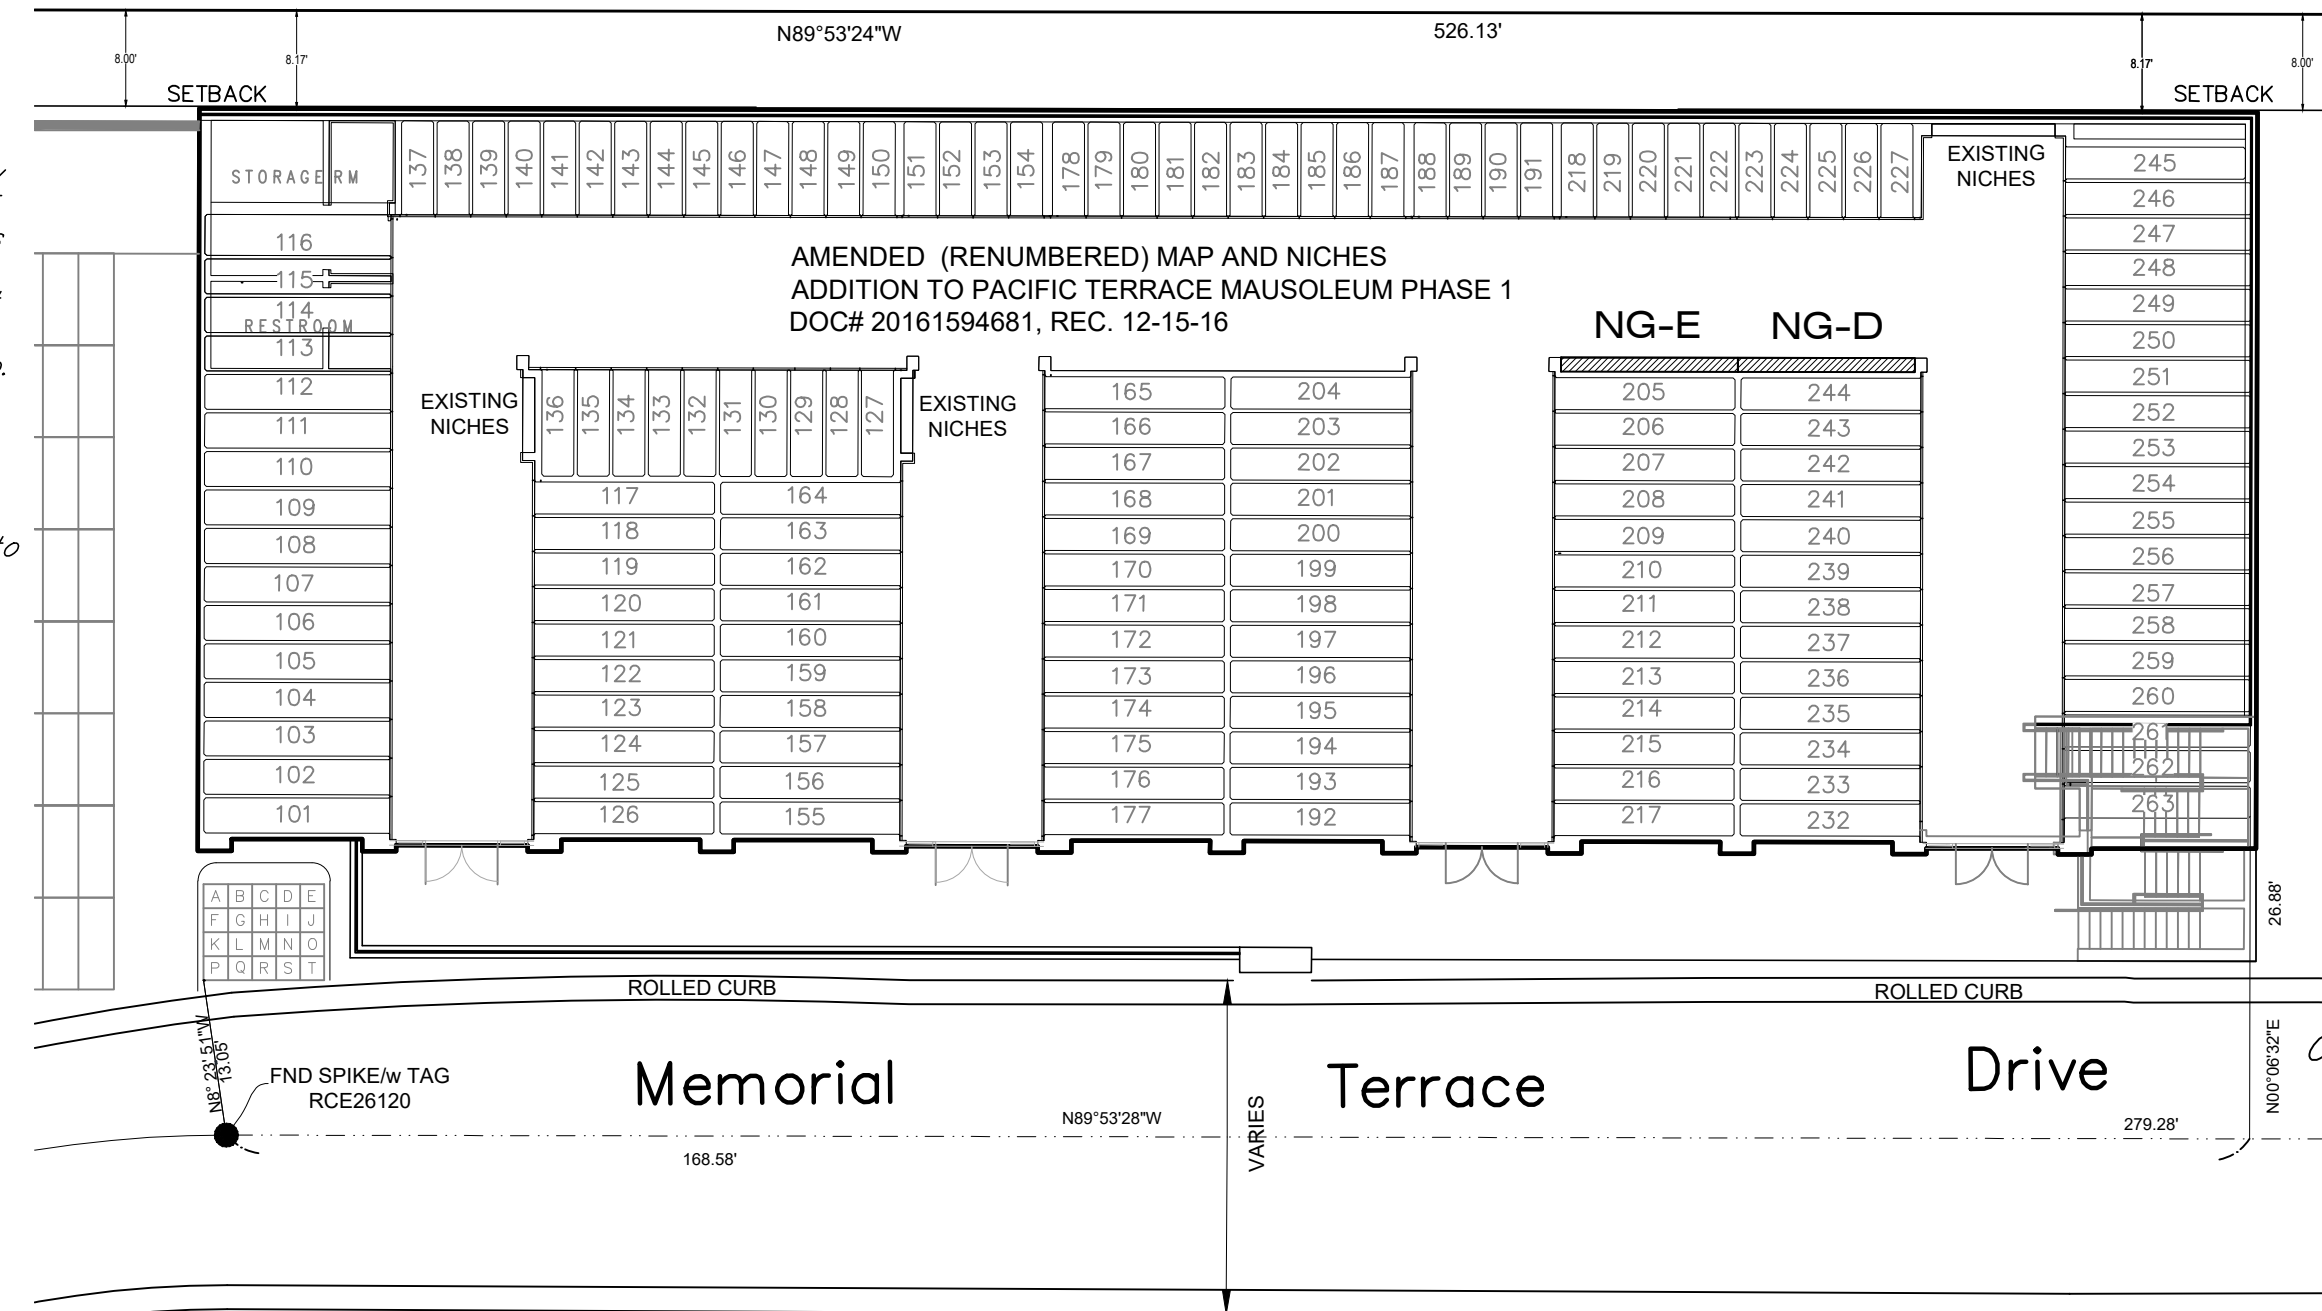 N89°53'24"W
526.13'
8.00'
8.17'
8.17'
8.00'
SETBACK
SETBACK
STORAGE RM
137 138 139 140 141 142 143 144 145 146 147 148 149 150 151 152 153 154 178 179 180 181 182 183 184 185 186 187 188 189 190 191 218 219 220 221 222 223 224 225 226 227
EXISTING
NICHES
116
115
114
RESTROOM
113
112
111
110
109
108
107
106
105
104
103
102
101
AMENDED (RENUMBERED) MAP AND NICHES
ADDITION TO PACIFIC TERRACE MAUSOLEUM PHASE 1
DOC# 20161594681, REC. 12-15-16
NG-E NG-D
EXISTING
NICHES
136 135 134 133 132 131 130 129 128 127
EXISTING
NICHES
117 164
118 163
119 162
120 161
121 160
122 159
123 158
124 157
125 156
126 155
165 204
166 203
167 202
168 201
169 200
170 199
171 198
172 197
173 196
174 195
175 194
176 193
177 192
205 244
206 243
207 242
208 241
209 240
210 239
211 238
212 237
213 236
214 235
215 234
216 233
217 232
245
246
247
248
249
250
251
252
253
254
255
256
257
258
259
260
261
262
263
A B C D E
F G H I J
K L M N O
P Q R S T
26.88'
ROLLED CURB
ROLLED CURB
N8° 23' 51"W
13.05'
FND SPIKE/w TAG
RCE26120
Memorial Terrace Drive
N00°06'32"E
N89°53'28"W
VARIES
279.28'
168.58'